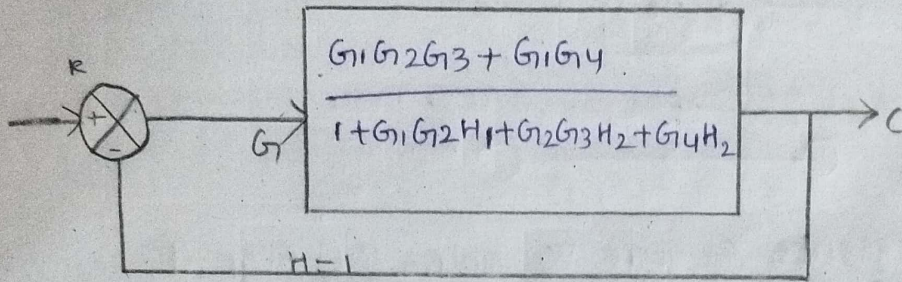 R
G1G2G3 + G1G4
+
1+G1G2H1+G2G3H2+G4H2
C
-
G
H=1